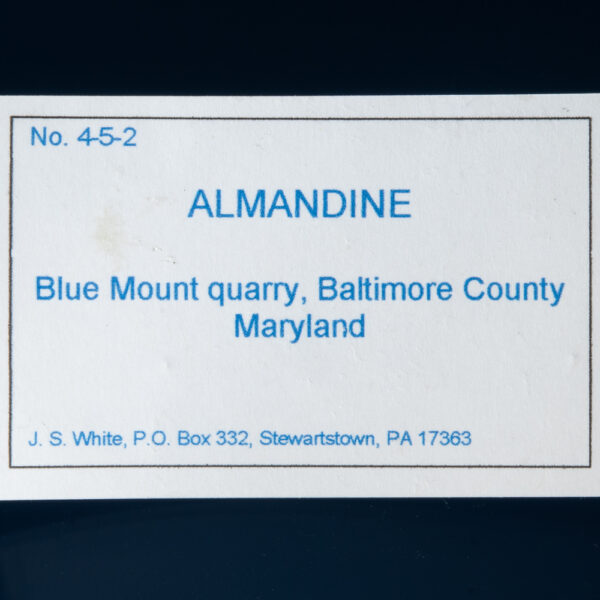 No. 4-5-2
ALMANDINE
Blue Mount quarry, Baltimore County
Maryland
J. S. White, P.O. Box 332, Stewartstown, PA 17363